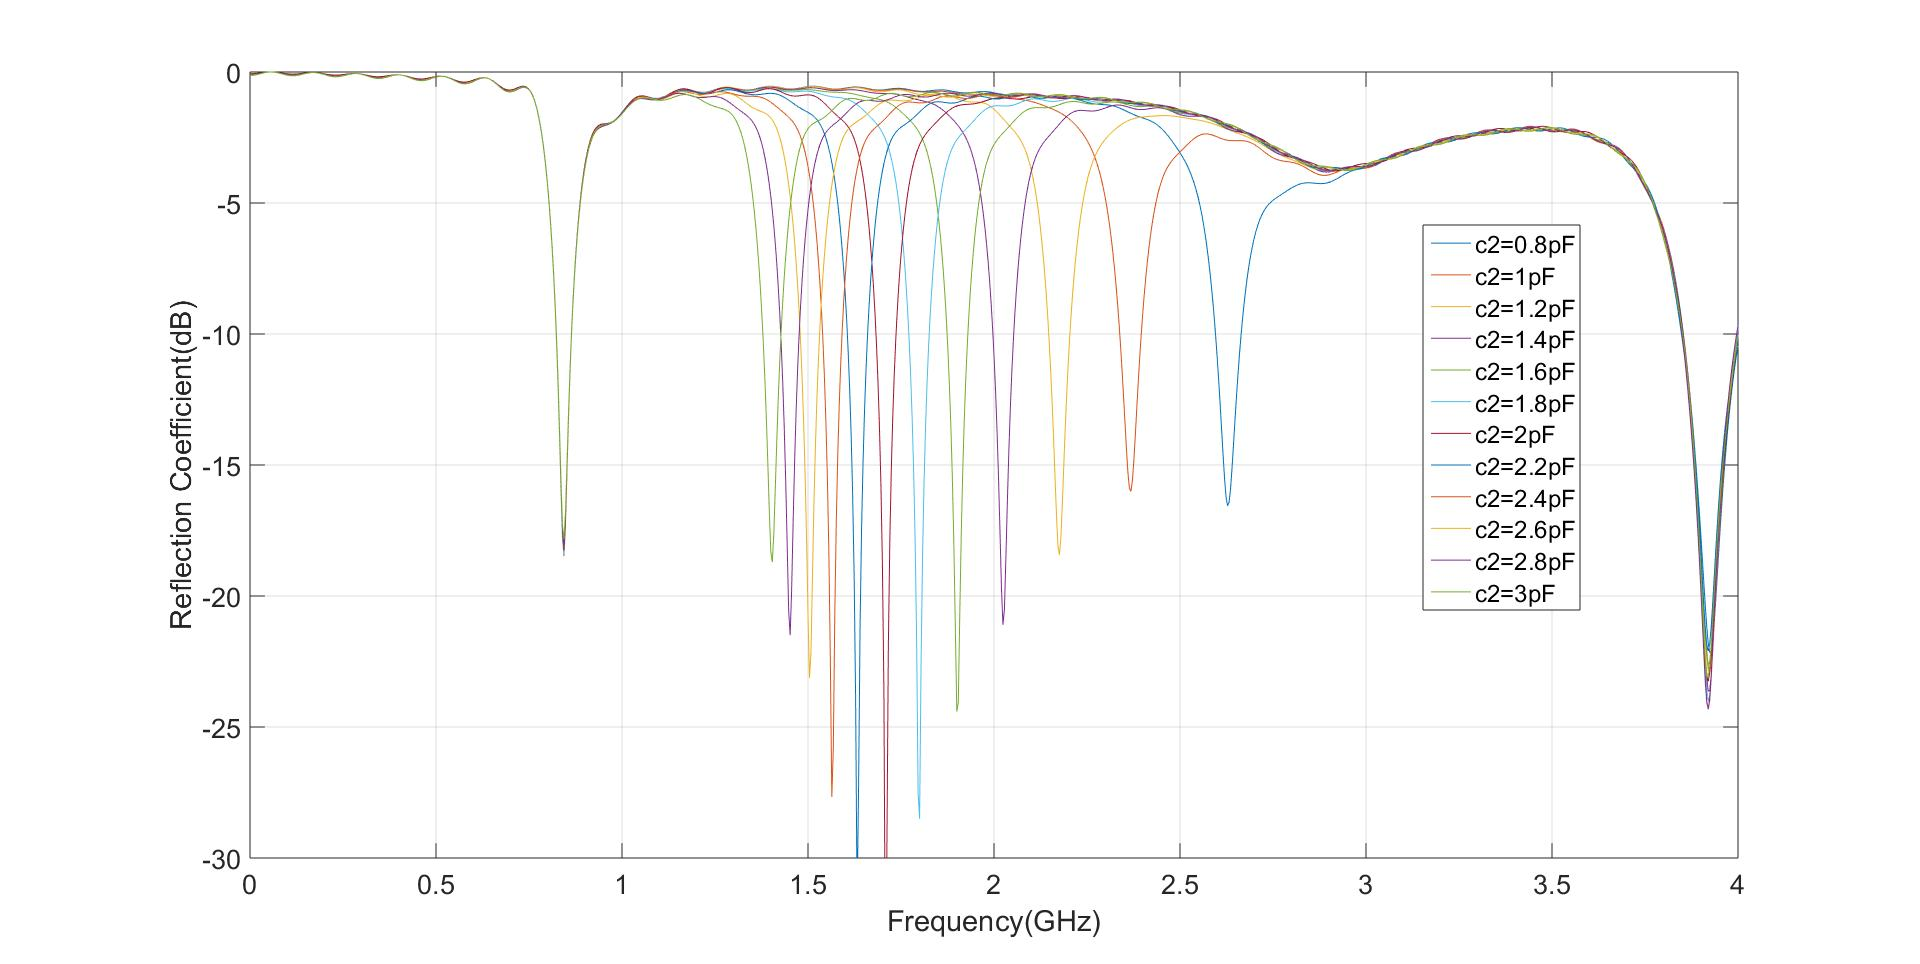 0
-5
-10
-15
-20
-25
-30
Reflection Coefficient(dB)
c2=0.8pF
c2=1pF
c2=1.2pF
c2=1.4pF
c2=1.6pF
c2=1.8pF
c2=2pF
c2=2.2pF
c2=2.4pF
c2=2.6pF
c2=2.8pF
c2=3pF
0 0.5 1 1.5 2 2.5 3 3.5 4
Frequency(GHz)